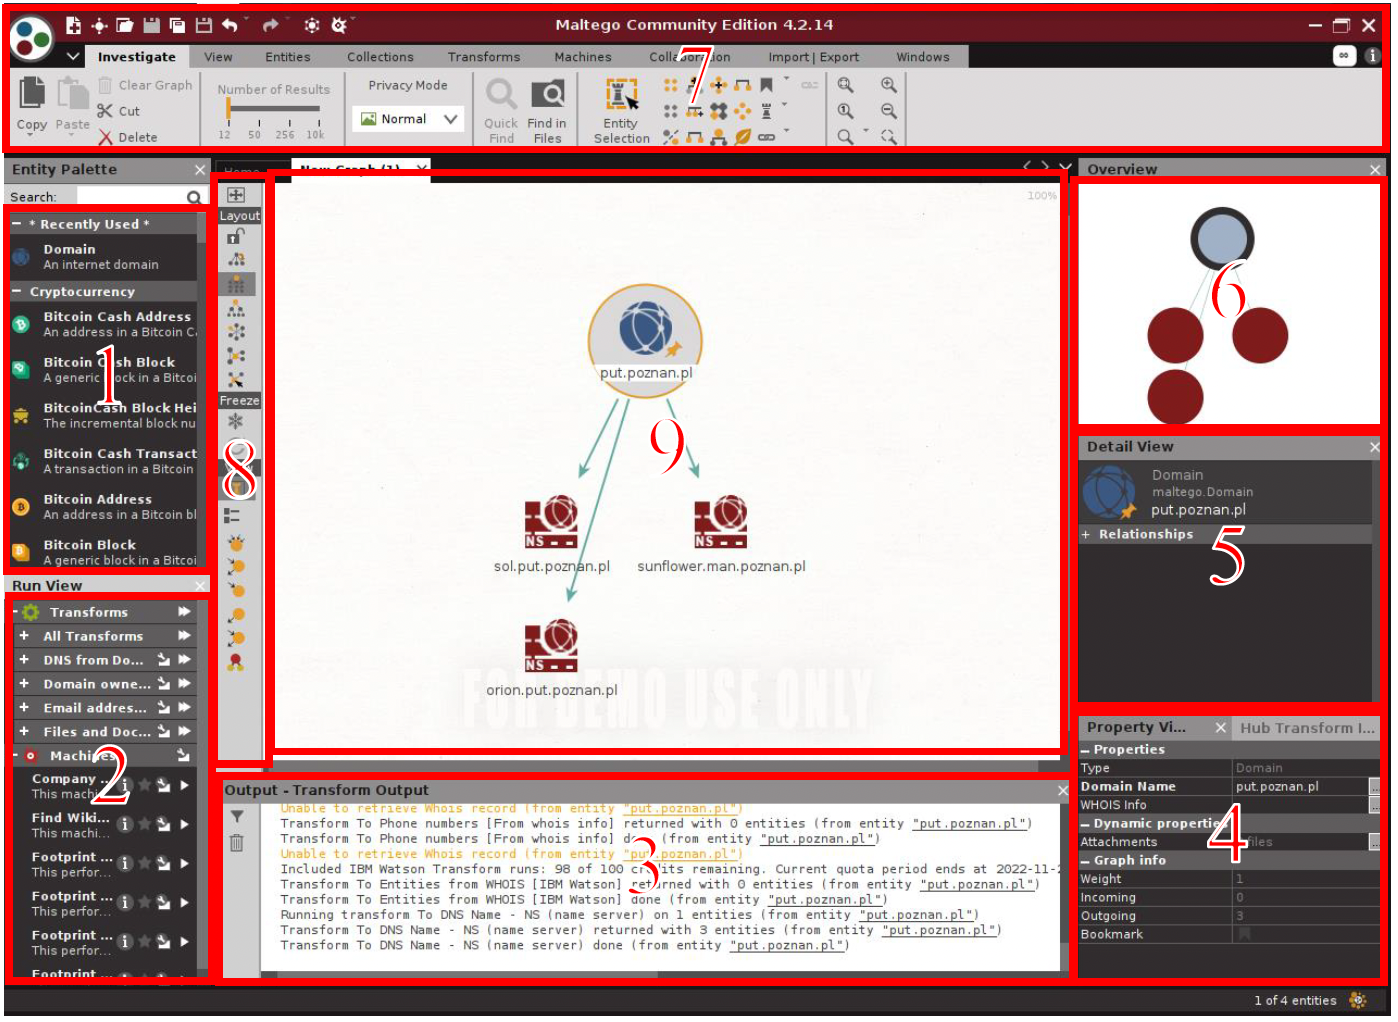 Maltego Community Edition 4.2.14
Investigate View Entities Collections Transforms Machines Collaboration Import | Export Windows
Copy Paste
Clear Graph
Cut
Delete
Number of Results
12 50 256 10k
Privacy Mode
Normal
Quick Find
Find in Files
Entity Selection
7
Entity Palette
Search:
* Recently Used *
Domain
An internet domain
Cryptocurrency
Bitcoin Cash Address
An address in a Bitcoin C
Bitcoin Cash Block
A generic block in a Bitcoi
1
BitcoinCash Block Hei
The incremental block nu
Bitcoin Cash Transact
A transaction in a Bitcoin
Bitcoin Address
An address in a Bitcoin bl
Bitcoin Block
A generic block in a Bitcoi
Run View
Transforms
All Transforms
DNS from Do...
Domain owne...
Email addres...
Files and Doc...
Machines
2
Company ...
This machi...
Find Wiki...
This machi...
Footprint ...
This perfor...
Footprint ...
This perfor...
Footprint ...
This perfor...
Footprint ...
Home
New Graph (1)
Layout
Freeze
8
100%
put.poznan.pl
9
NS
sol.put.poznan.pl
NS
sunflower.man.poznan.pl
NS
orion.put.poznan.pl
FOR DEMO USE ONLY
Output - Transform Output
Unable to retrieve Whois record (from entity "put.poznan.pl")
Transform To Phone numbers [From whois info] returned with 0 entities (from entity "put.poznan.pl")
Transform To Phone numbers [From whois info] done (from entity "put.poznan.pl")
Unable to retrieve Whois record (from entity "put.poznan.pl")
Included IBM Watson Transform runs: 98 of 100 credits remaining. Current quota period ends at 2022-11-2
Transform To Entities from WHOIS [IBM Watson] returned with 0 entities (from entity "put.poznan.pl")
Transform To Entities from WHOIS [IBM Watson] done (from entity "put.poznan.pl")
Running transform To DNS Name - NS (name server) on 1 entities (from entity "put.poznan.pl")
Transform To DNS Name - NS (name server) returned with 3 entities (from entity "put.poznan.pl")
Transform To DNS Name - NS (name server) done (from entity "put.poznan.pl")
3
Overview
6
Detail View
Domain
maltego.Domain
put.poznan.pl
Relationships
5
Property Vi...
Hub Transform I...
Properties
Type Domain
Domain Name put.poznan.pl
WHOIS Info
Dynamic properties
Attachments files
4
Graph info
Weight 1
Incoming 0
Outgoing 3
Bookmark
1 of 4 entities